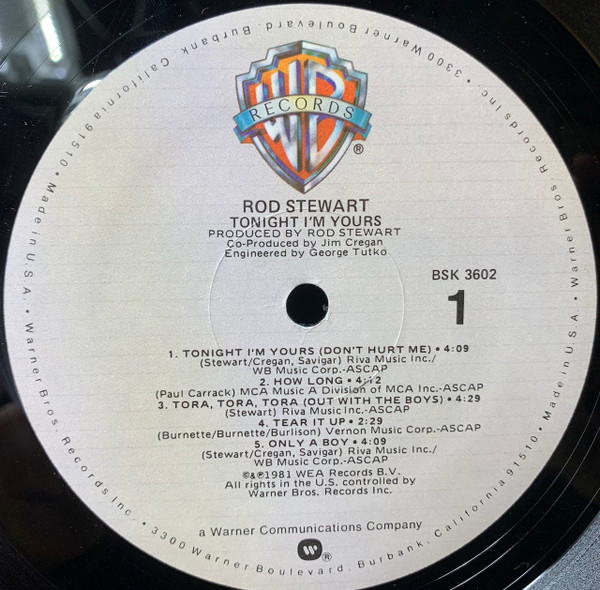 WB
RECORDS
®
ROD STEWART
TONIGHT I'M YOURS
PRODUCED BY ROD STEWART
Co-Produced by Jim Cregan
Engineered by George Tutko
BSK 3602
1
1. TONIGHT I'M YOURS (DON'T HURT ME) • 4:09
(Stewart/Cregan, Savigar) Riva Music Inc./
WB Music Corp.-ASCAP
2. HOW LONG • 4:12
(Paul Carrack) MCA Music A Division of MCA Inc.-ASCAP
3. TORA, TORA, TORA (OUT WITH THE BOYS) • 4:29
(Stewart) Riva Music Inc.-ASCAP
4. TEAR IT UP • 2:29
(Burnette/Burnette/Burlison) Vernon Music Corp.-ASCAP
5. ONLY A BOY • 4:09
(Stewart/Cregan, Savigar) Riva Music Inc./
WB Music Corp.-ASCAP
©&℗1981 WEA Records B.V.
All rights in the U.S. controlled by
Warner Bros. Records Inc.
a Warner Communications Company
W®
Warner Bros. Records Inc. • 3300 Warner Boulevard, Burbank, California 91510 • Made in U.S.A. • Warner Bros. Records Inc. • 3300 Warner Boulevard, Burbank, California 91510 • Made in U.S.A. •